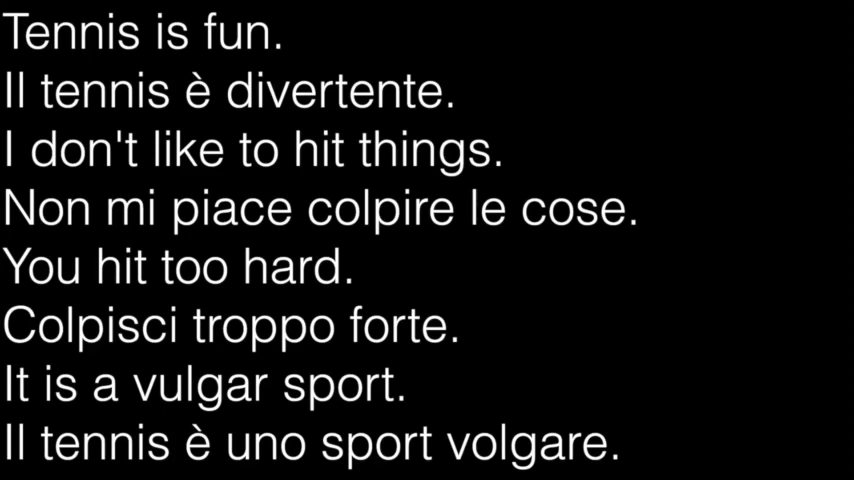 Tennis is fun.
Il tennis è divertente.
I don't like to hit things.
Non mi piace colpire le cose.
You hit too hard.
Colpisci troppo forte.
It is a vulgar sport.
Il tennis è uno sport volgare.